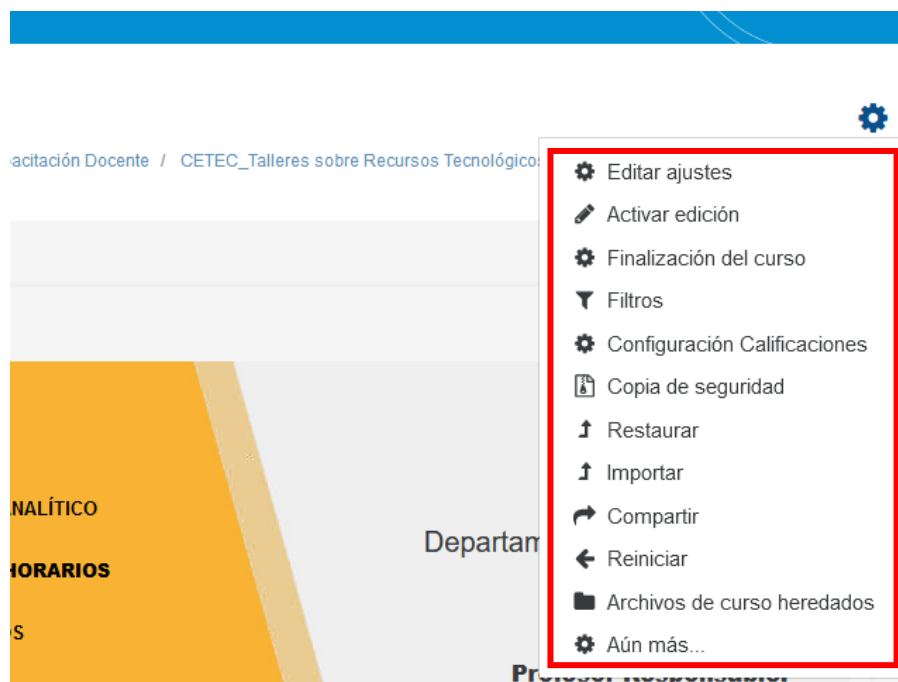 acitación Docente / CETEC_Talleres sobre Recursos Tecnológicos
Editar ajustes
Activar edición
Finalización del curso
Filtros
Configuración Calificaciones
Copia de seguridad
Restaurar
Importar
Compartir
Reiniciar
Archivos de curso heredados
Aún más...
NALÍTICO
HORARIOS
OS
Departam